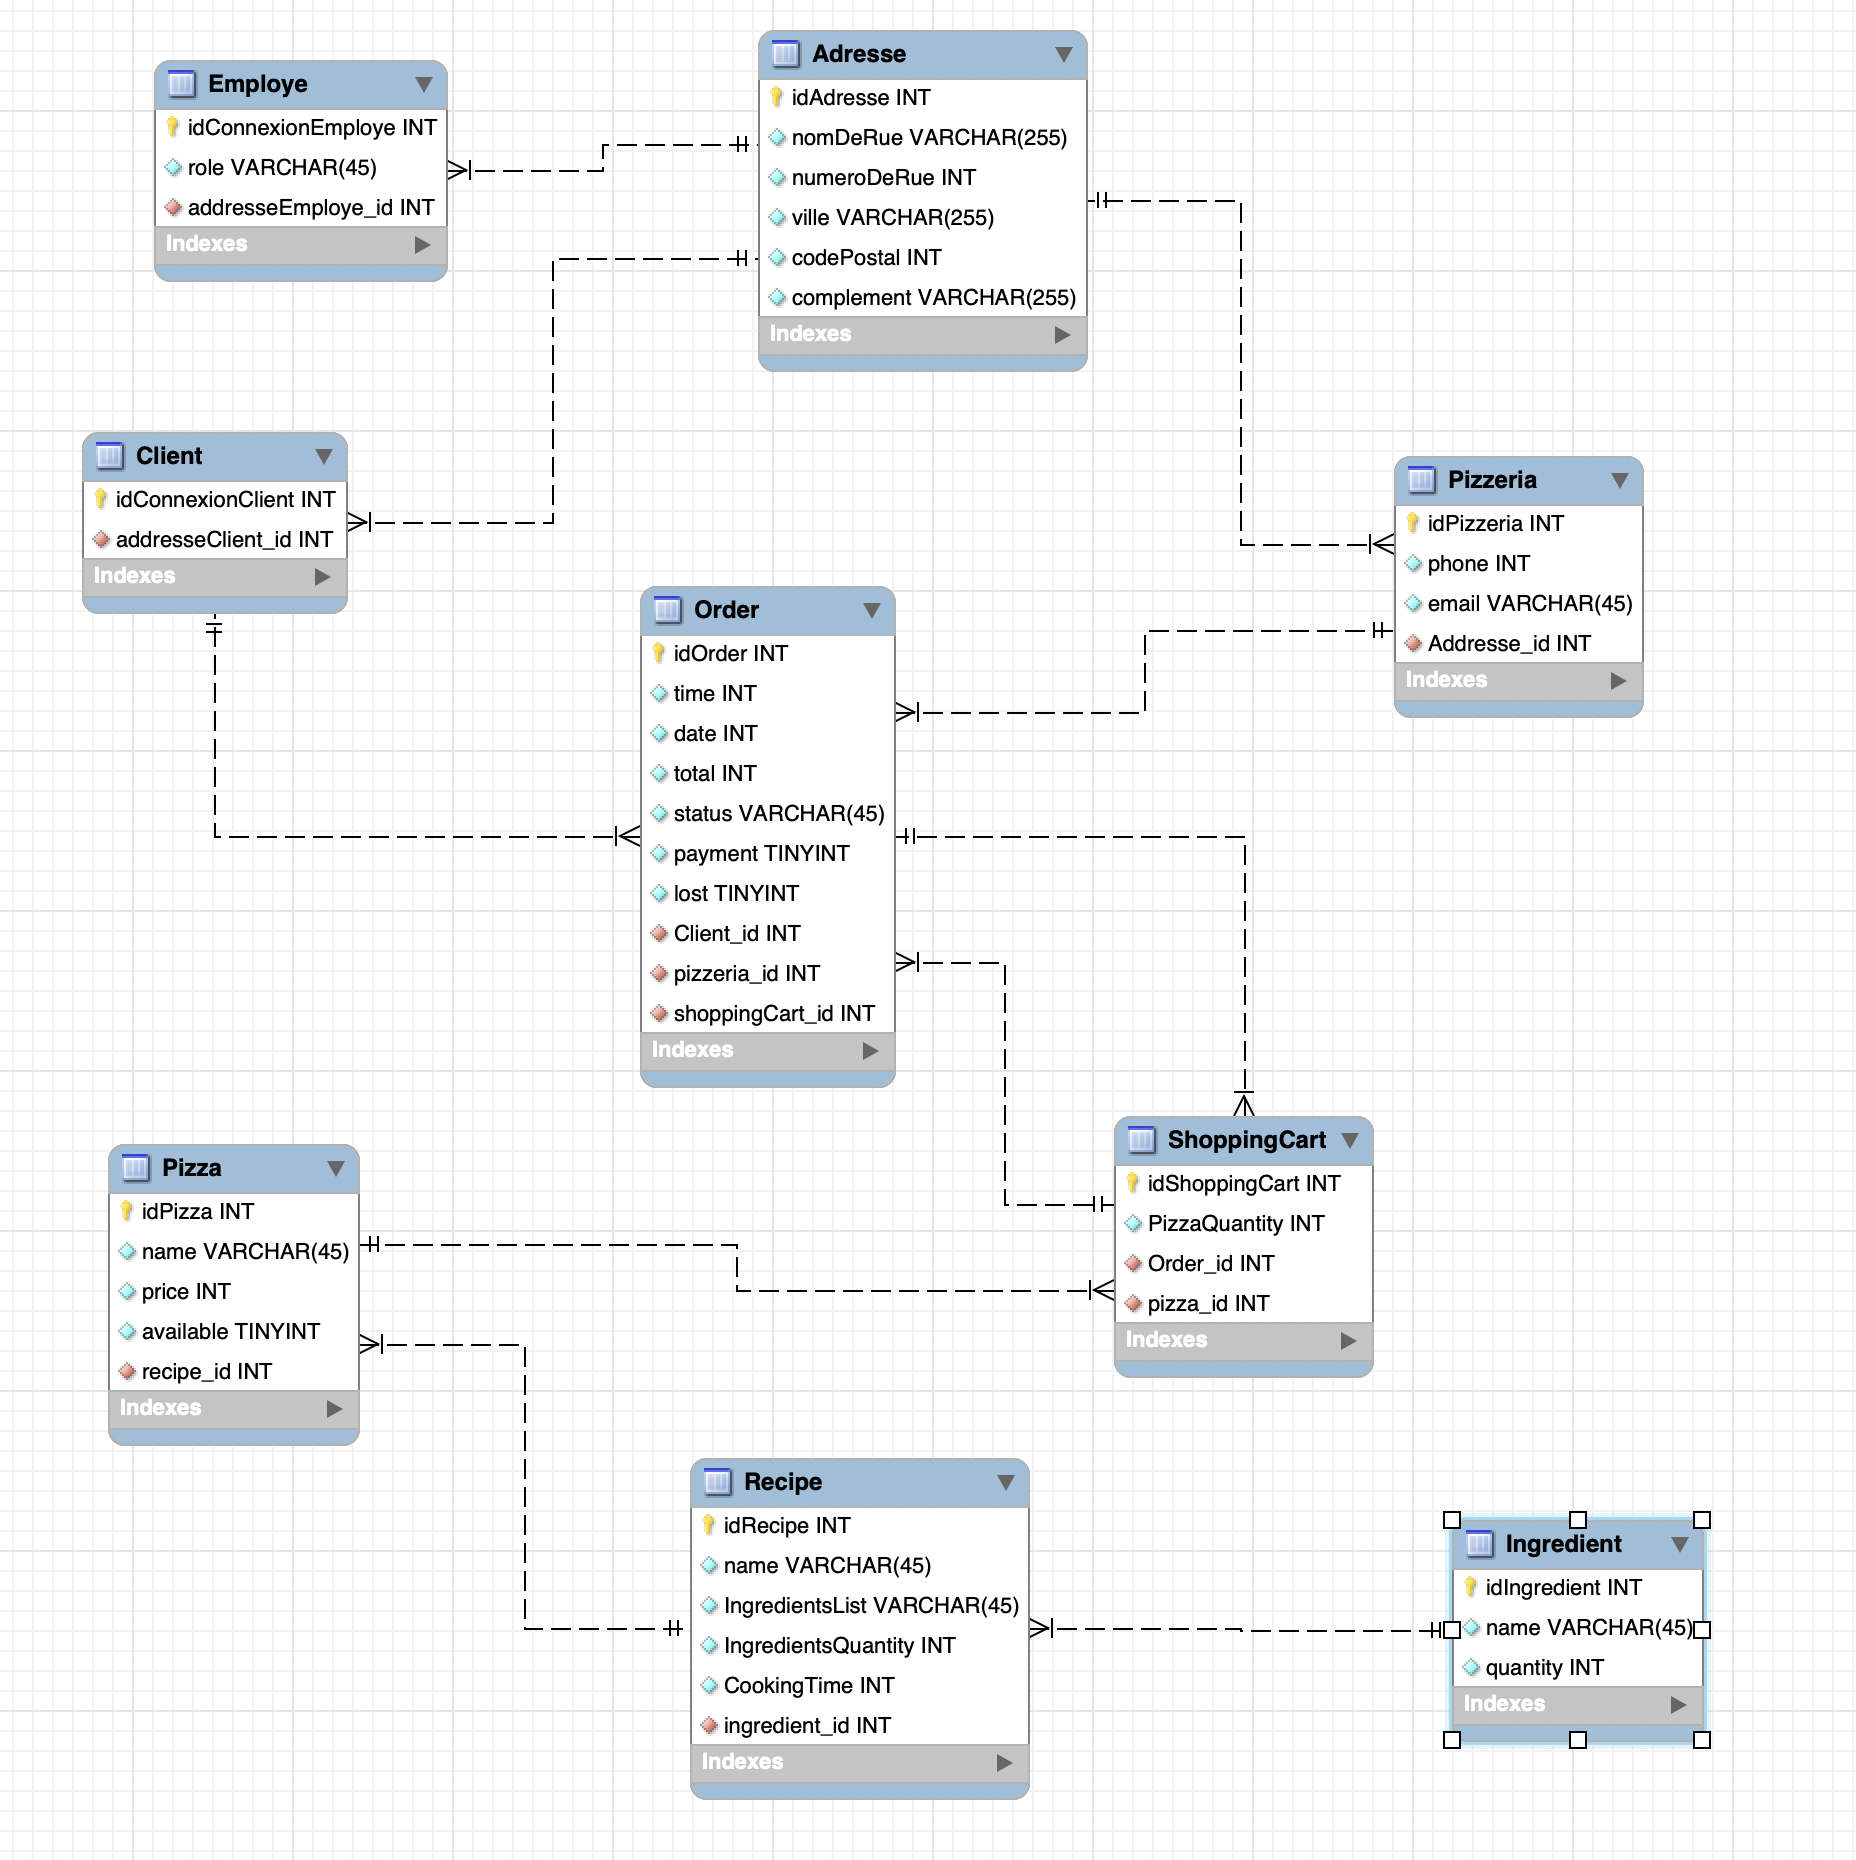 Employe
idConnexionEmploye INT
role VARCHAR(45)
addresseEmploye_id INT
Indexes
Adresse
idAdresse INT
nomDeRue VARCHAR(255)
numeroDeRue INT
ville VARCHAR(255)
codePostal INT
complement VARCHAR(255)
Indexes
Client
idConnexionClient INT
addresseClient_id INT
Indexes
Pizzeria
idPizzeria INT
phone INT
email VARCHAR(45)
Addresse_id INT
Indexes
Order
idOrder INT
time INT
date INT
total INT
status VARCHAR(45)
payment TINYINT
lost TINYINT
Client_id INT
pizzeria_id INT
shoppingCart_id INT
Indexes
ShoppingCart
idShoppingCart INT
PizzaQuantity INT
Order_id INT
pizza_id INT
Indexes
Pizza
idPizza INT
name VARCHAR(45)
price INT
available TINYINT
recipe_id INT
Indexes
Recipe
idRecipe INT
name VARCHAR(45)
IngredientsList VARCHAR(45)
IngredientsQuantity INT
CookingTime INT
ingredient_id INT
Indexes
Ingredient
idIngredient INT
name VARCHAR(45)
quantity INT
Indexes